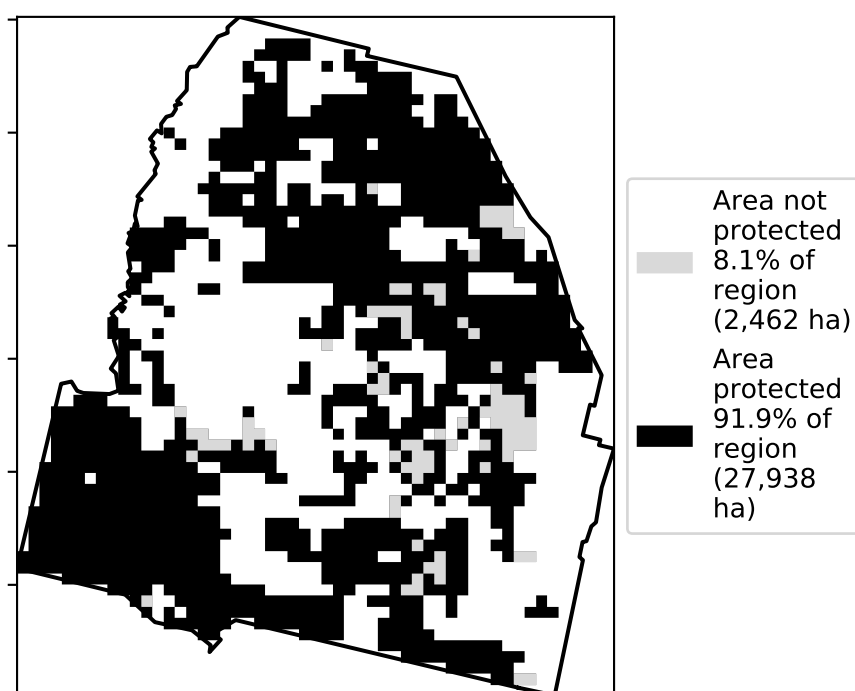 Area not
protected
8.1% of
region
(2,462 ha)
Area
protected
91.9% of
region
(27,938
ha)